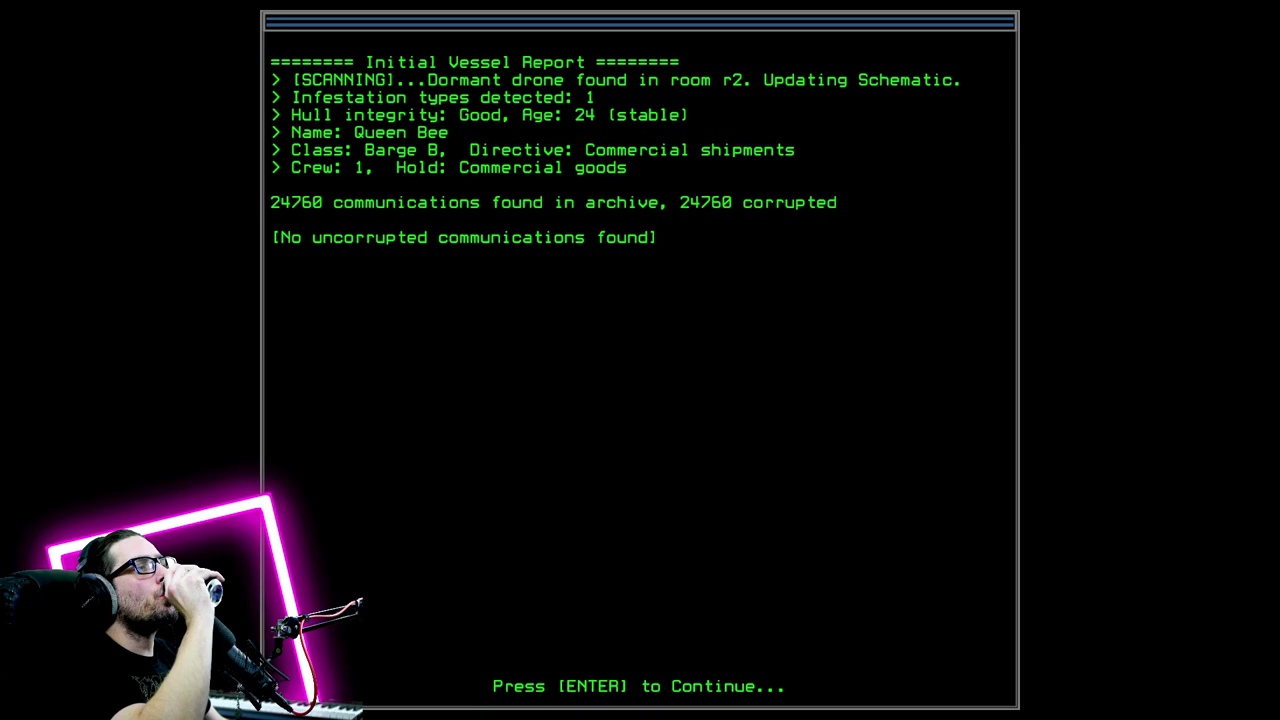 ======== Initial Vessel Report ========
> [SCANNING]...Dormant drone found in room r2. Updating Schematic.
> Infestation types detected: 1
> Hull integrity: Good, Age: 24 (stable)
> Name: Queen Bee
> Class: Barge B,  Directive: Commercial shipments
> Crew: 1,  Hold: Commercial goods
24760 communications found in archive, 24760 corrupted
[No uncorrupted communications found]
Press [ENTER] to Continue...